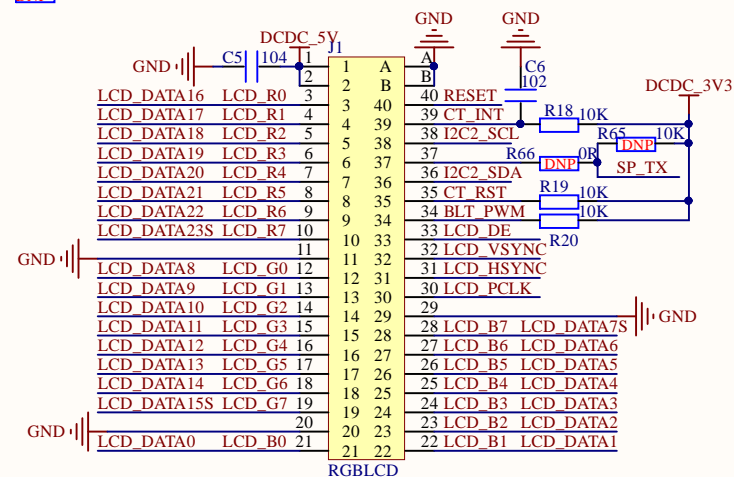 GND GND
DCDC_5V J1
C5 104 1 A C6
GND 1 A 102 DCDC_3V3
2 B
2 B
LCD_DATA16 LCD_R0 3 3 40 40 RESET
LCD_DATA17 LCD_R1 4 4 39 39 CT_INT R18 10K
LCD_DATA18 LCD_R2 5 5 38 38 I2C2_SCL R65 10K
DNP
LCD_DATA19 LCD_R3 6 6 37 37 R66 DNP 0R
LCD_DATA20 LCD_R4 7 7 36 36 I2C2_SDA SP_TX
LCD_DATA21 LCD_R5 8 8 35 35 CT_RST R19 10K
LCD_DATA22 LCD_R6 9 9 34 34 BLT_PWM 10K
LCD_DATA23S LCD_R7 10 10 33 33 LCD_DE R20
GND 11 11 32 32 LCD_VSYNC
LCD_DATA8 LCD_G0 12 12 31 31 LCD_HSYNC
LCD_DATA9 LCD_G1 13 13 30 30 LCD_PCLK
LCD_DATA10 LCD_G2 14 14 29 29 GND
LCD_DATA11 LCD_G3 15 15 28 28 LCD_B7 LCD_DATA7S
LCD_DATA12 LCD_G4 16 16 27 27 LCD_B6 LCD_DATA6
LCD_DATA13 LCD_G5 17 17 26 26 LCD_B5 LCD_DATA5
LCD_DATA14 LCD_G6 18 18 25 25 LCD_B4 LCD_DATA4
LCD_DATA15S LCD_G7 19 19 24 24 LCD_B3 LCD_DATA3
GND 20 20 23 23 LCD_B2 LCD_DATA2
LCD_DATA0 LCD_B0 21 21 22 22 LCD_B1 LCD_DATA1
RGBLCD